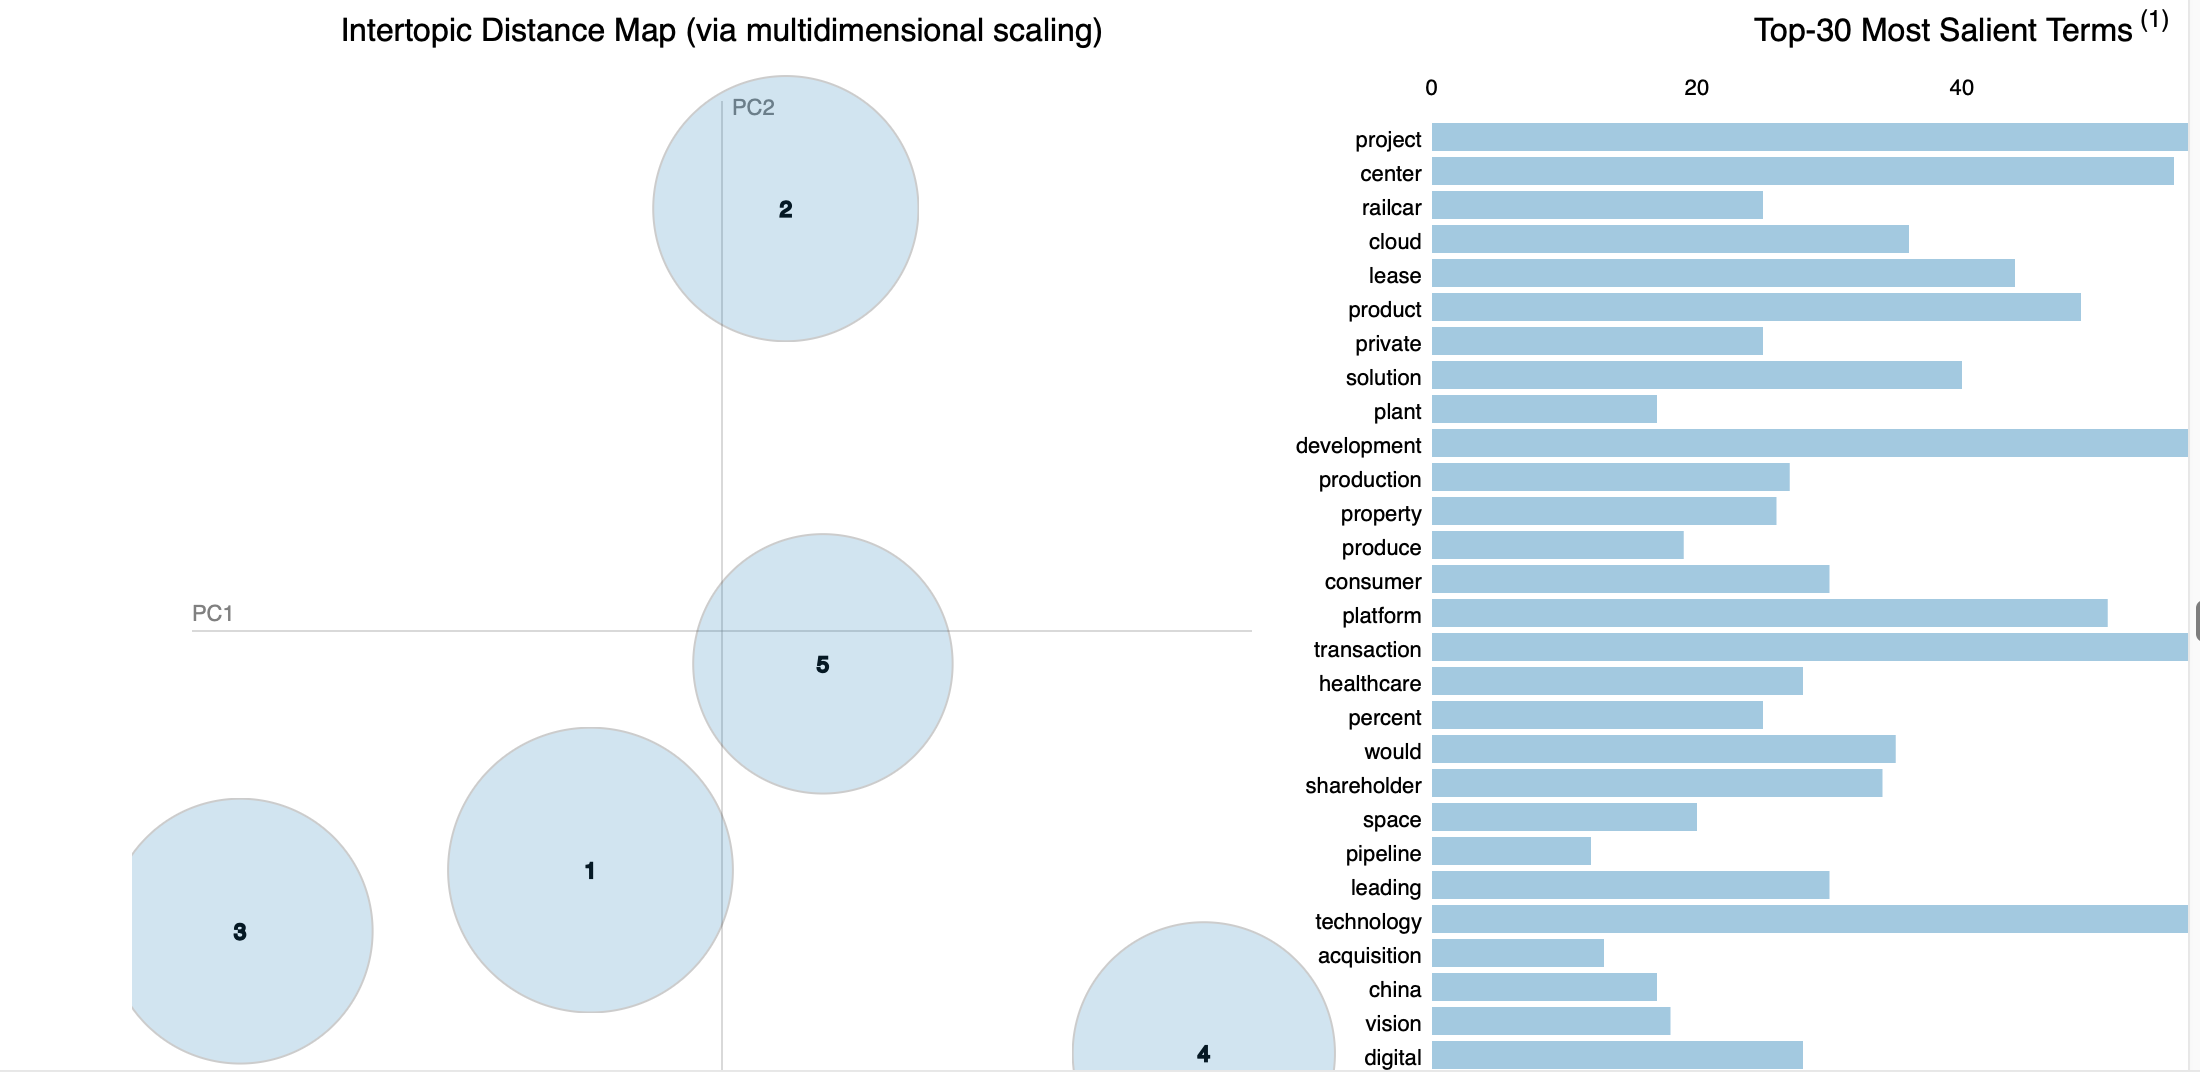 Intertopic Distance Map (via multidimensional scaling)
PC2
2
PC1
5
1
3
4
Top-30 Most Salient Terms (1)
0 20 40
project
center
railcar
cloud
lease
product
private
solution
plant
development
production
property
produce
consumer
platform
transaction
healthcare
percent
would
shareholder
space
pipeline
leading
technology
acquisition
china
vision
digital